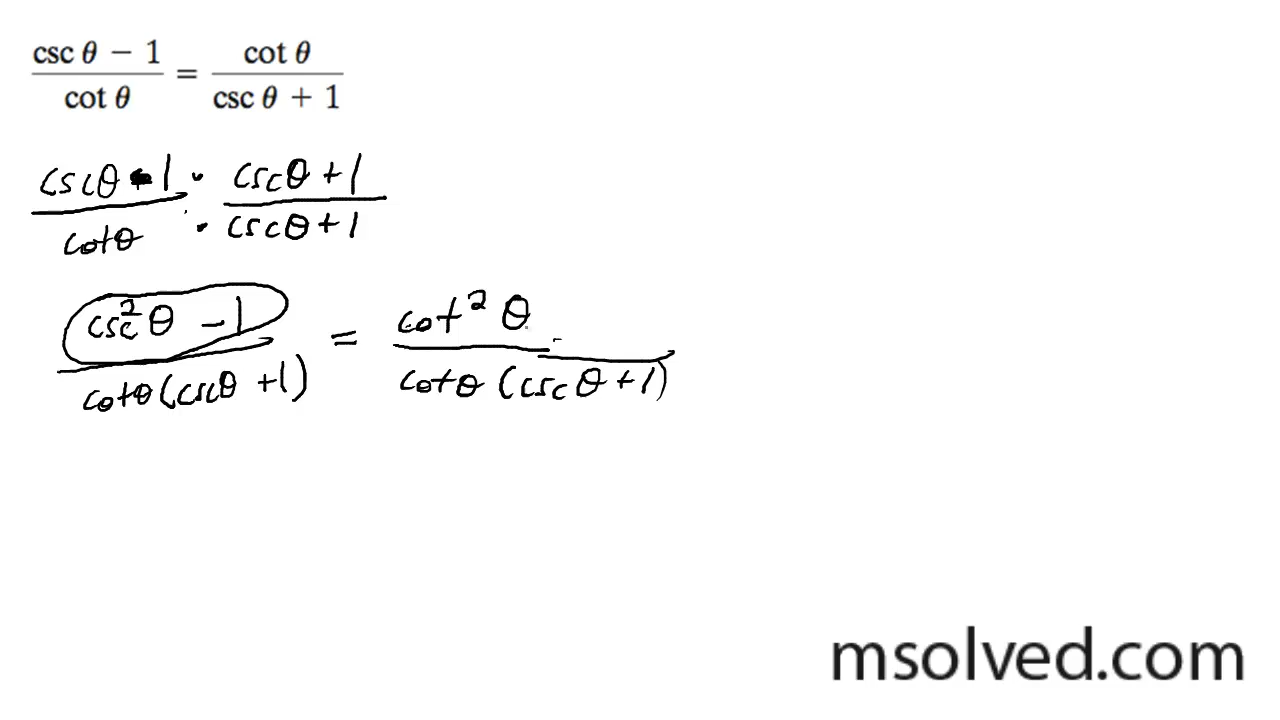 csc θ − 1 / cot θ = cot θ / csc θ + 1
cscθ - 1 / cotθ · cscθ + 1 / cscθ + 1
csc²θ - 1 / cotθ(cscθ + 1) = cot²θ / cotθ(cscθ + 1)
msolved.com